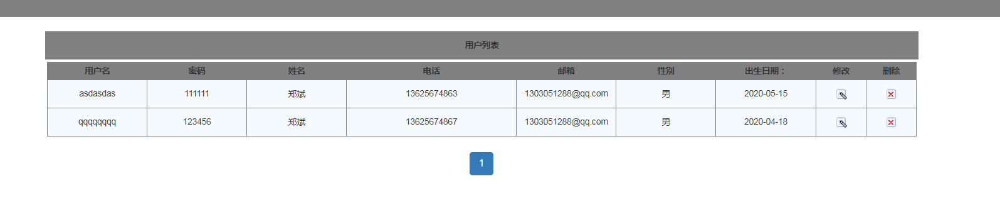 用户列表
用户名 密码 姓名 电话 邮箱 性别 出生日期： 修改 删除
asdasdas 111111 郑斌 13625674863 1303051288@qq.com 男 2020-05-15
qqqqqqqq 123456 郑斌 13625674867 1303051288@qq.com 男 2020-04-18
1